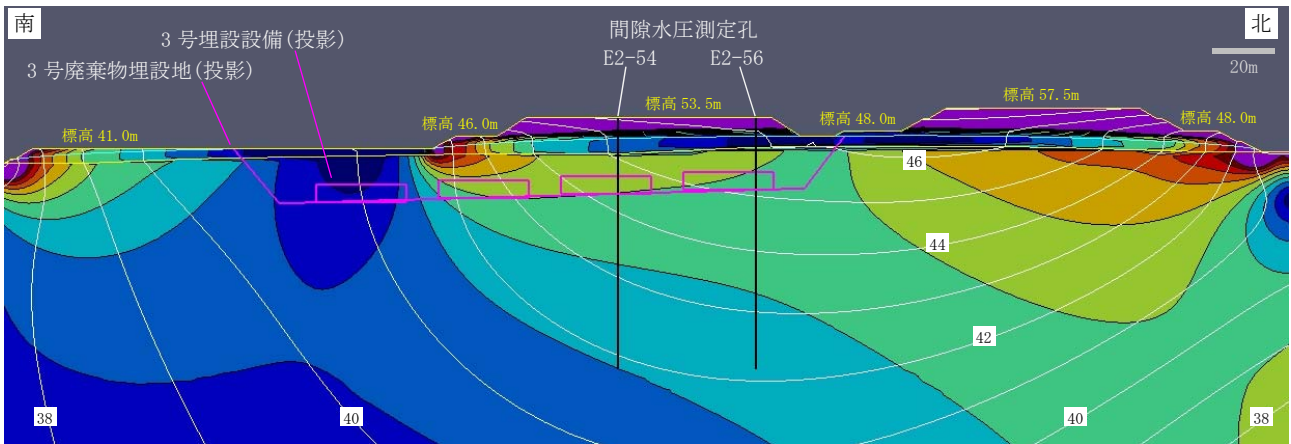 南
北
3 号埋設設備(投影)
3 号廃棄物埋設地(投影)
間隙水圧測定孔
E2-54
E2-56
20m
標高 41.0m
標高 46.0m
標高 53.5m
標高 48.0m
標高 57.5m
標高 48.0m
46
44
42
38
40
40
38